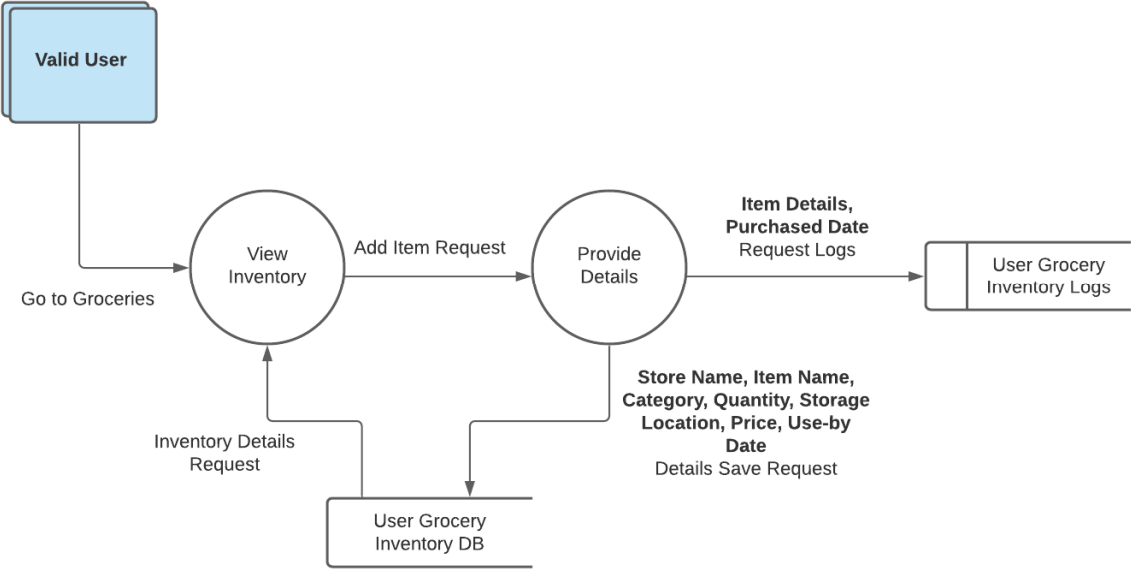 Valid User
Go to Groceries
View
Inventory
Add Item Request
Provide
Details
Item Details,
Purchased Date
Request Logs
User Grocery
Inventory Logs
Inventory Details
Request
Store Name, Item Name,
Category, Quantity, Storage
Location, Price, Use-by
Date
Details Save Request
User Grocery
Inventory DB